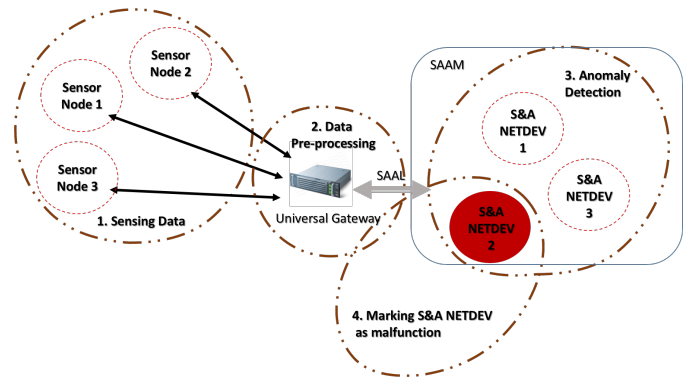 Sensor
Node 2
Sensor
Node 1
Sensor
Node 3
1. Sensing Data
2. Data
Pre-processing
Universal Gateway
SAAL
SAAM
3. Anomaly
Detection
S&A
NETDEV
1
S&A
NETDEV
3
S&A
NETDEV
2
4. Marking S&A NETDEV
as malfunction